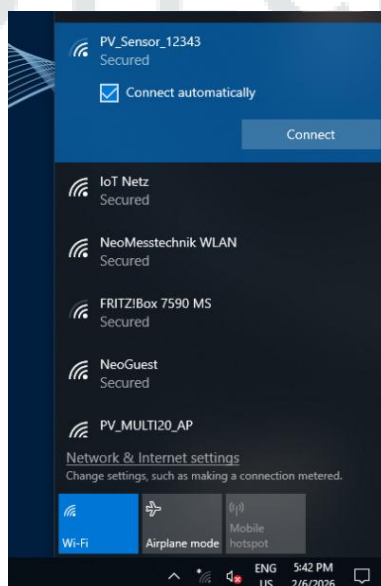 PV_Sensor_12343
Secured
Connect automatically
Connect
IoT Netz
Secured
NeoMesstechnik WLAN
Secured
FRITZ!Box 7590 MS
Secured
NeoGuest
Secured
PV_MULTI20_AP
Network & Internet settings
Change settings, such as making a connection metered.
Wi-Fi
Airplane mode
Mobile
hotspot
ENG
US
5:42 PM
2/6/2026